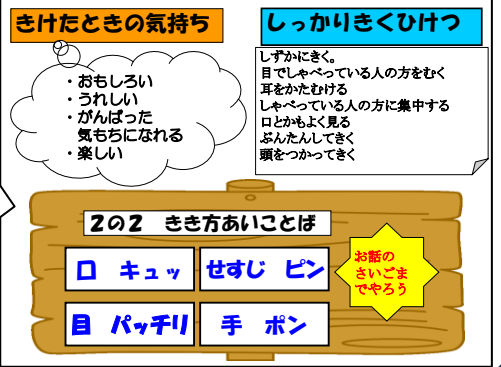 きけたときの気持ち
・おもしろい
・うれしい
・がんばった
気もちになれる
・楽しい
しっかりきくひけつ
しずかにきく。
目でしゃべっている人の方をむく
耳をかたむける
しゃべっている人の方に集中する
口とかもよく見る
ぶんたんしてきく
頭をつかってきく
2の2 きき方あいことば
口 キュッ
せすじ ピン
目 パッチリ
手 ポン
お話の
さいごま
でやろう